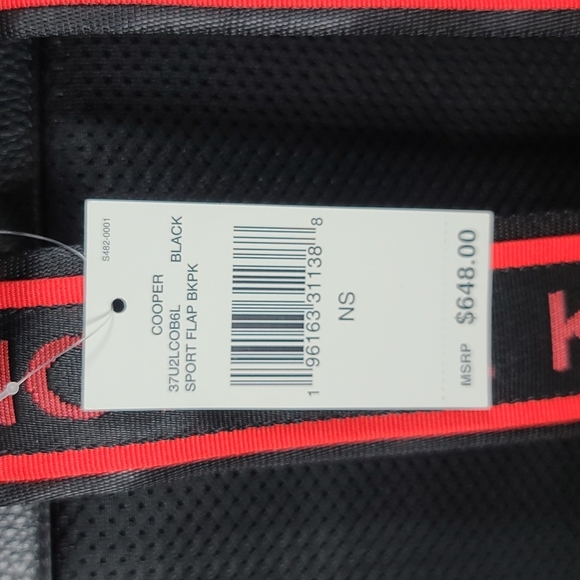 S482-0001
COOPER
37U2LCOB6L BLACK
SPORT FLAP BKPK
1 96163 31138 8
NS
MSRP $648.00
K